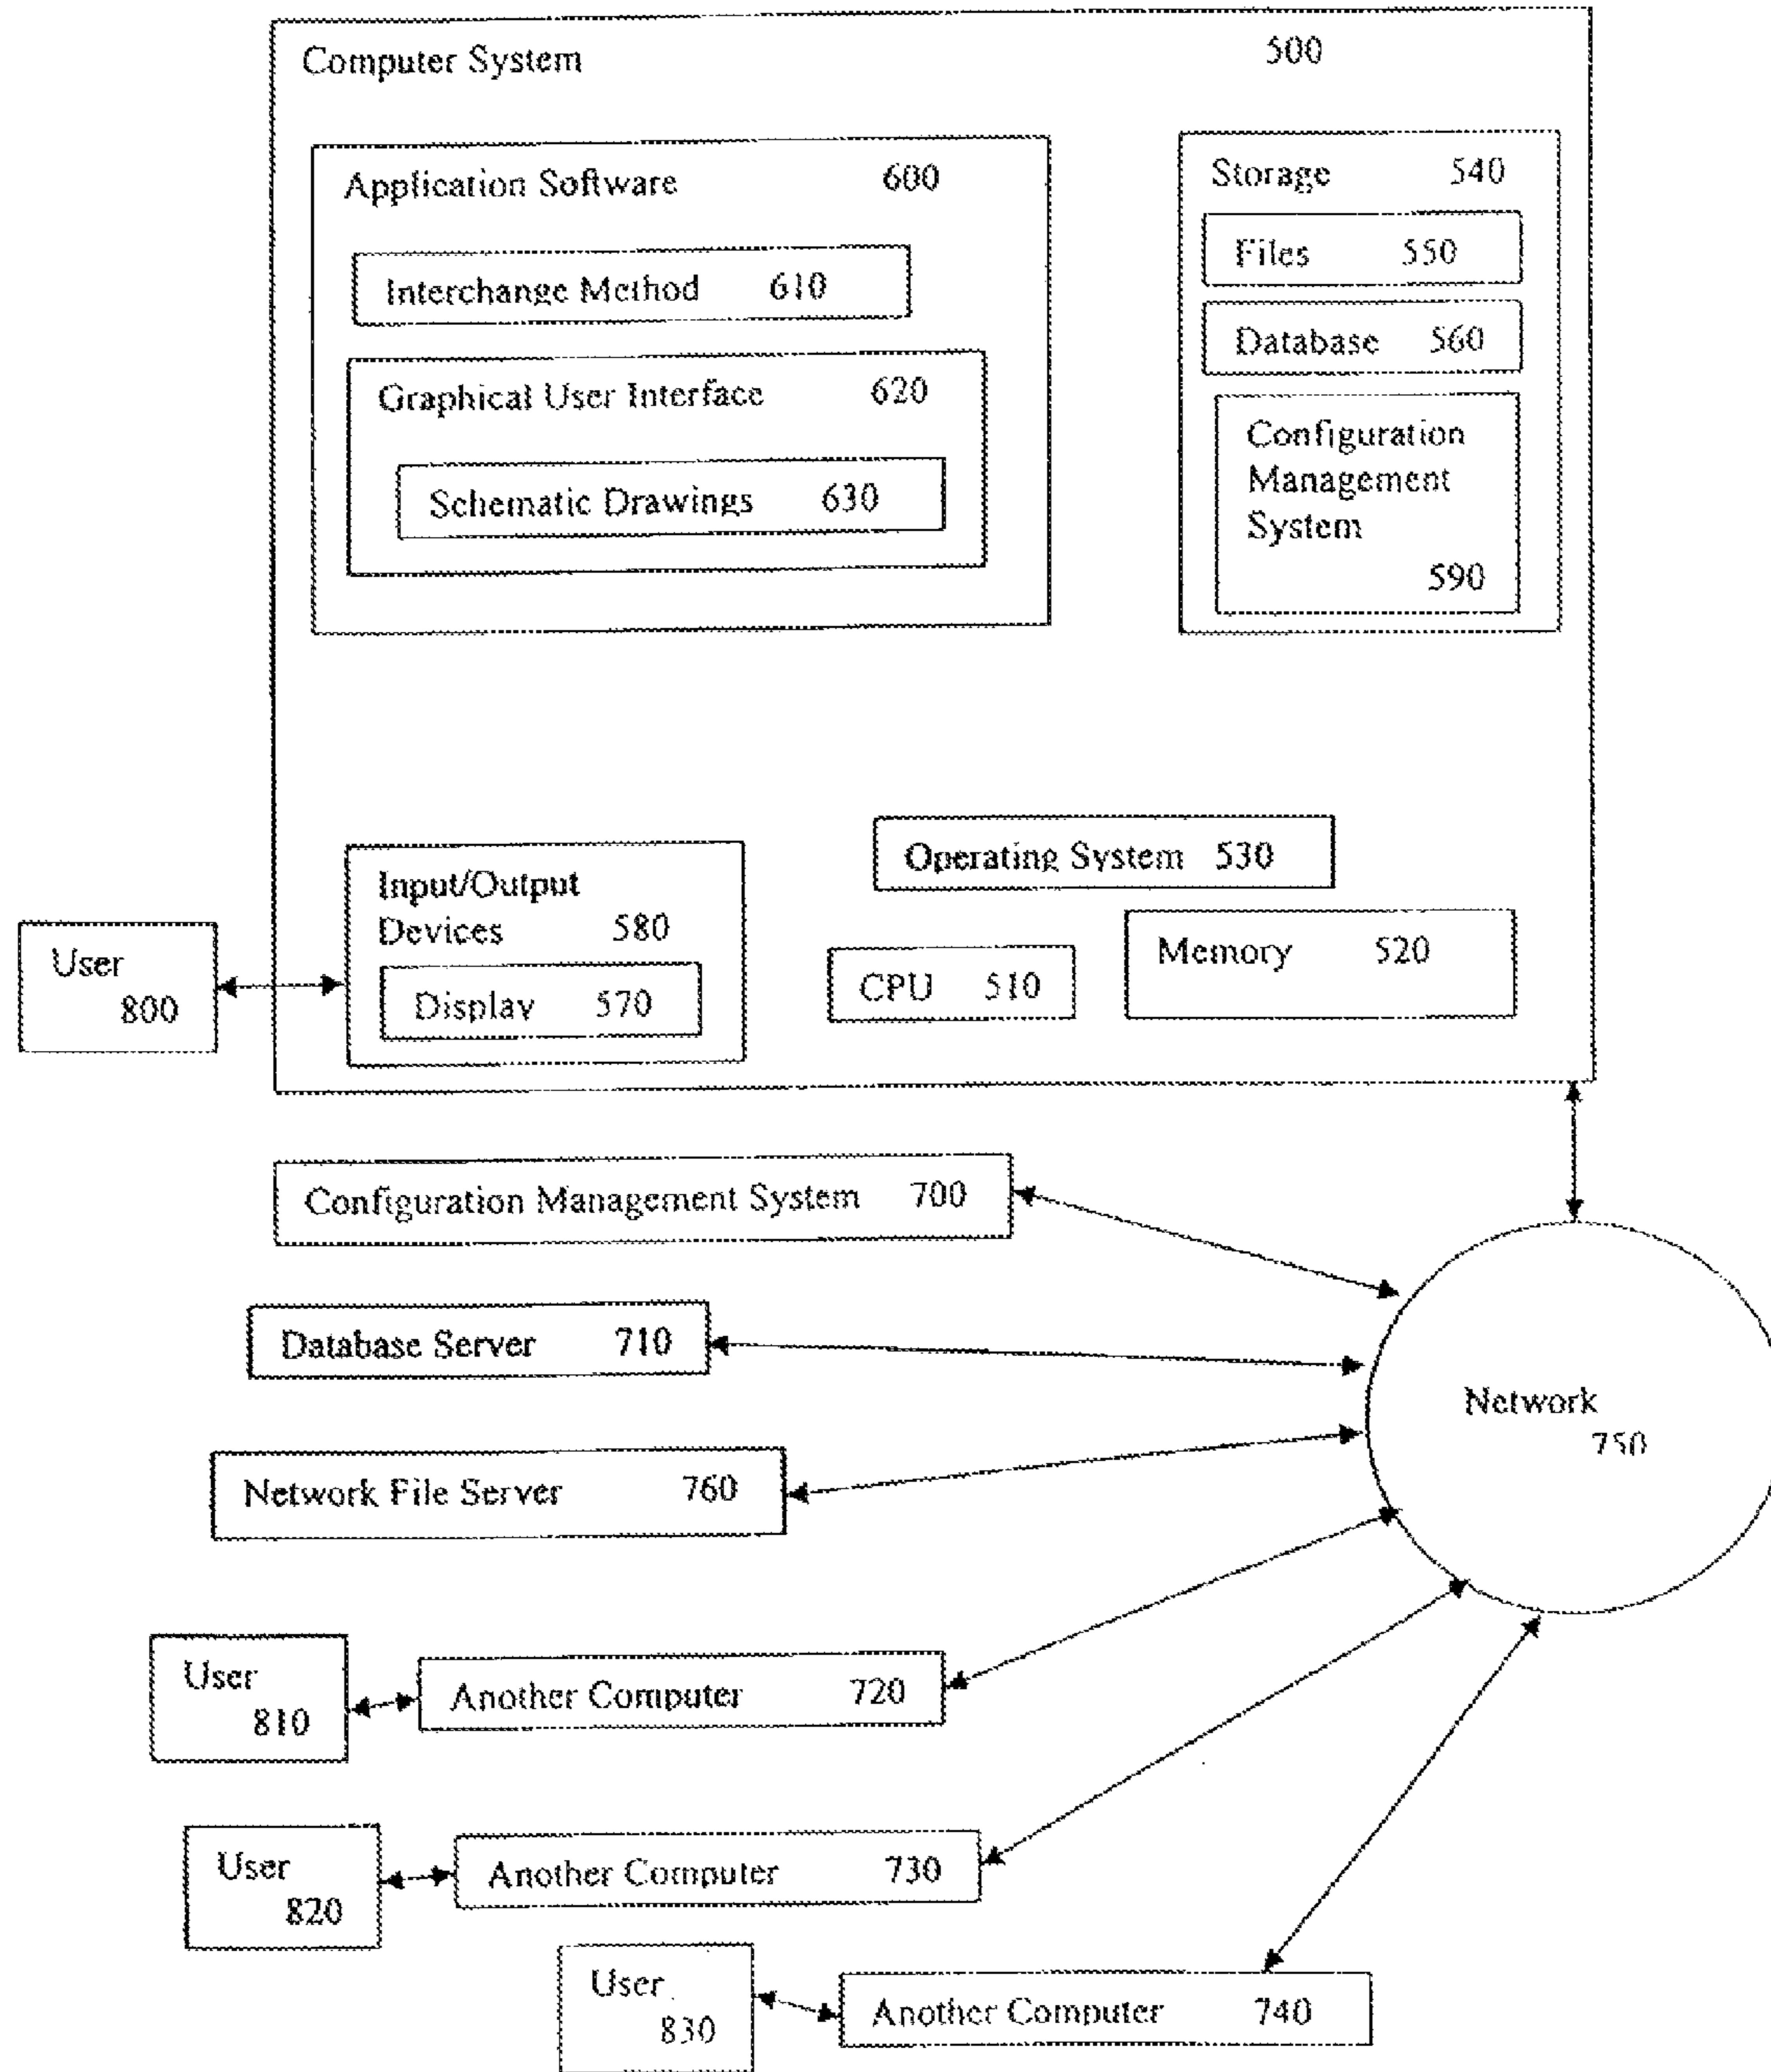 Computer System 500
Application Software 600
Interchange Method 610
Graphical User Interface 620
Schematic Drawings 630
Storage 540
Files 550
Database 560
Configuration
Management
System
590
Operating System 530
Input/Output
Devices 580
Display 570
CPU 510
Memory 520
User
800
Configuration Management System 700
Database Server 710
Network File Server 760
Network
750
User
810
Another Computer 720
User
820
Another Computer 730
User
830
Another Computer 740